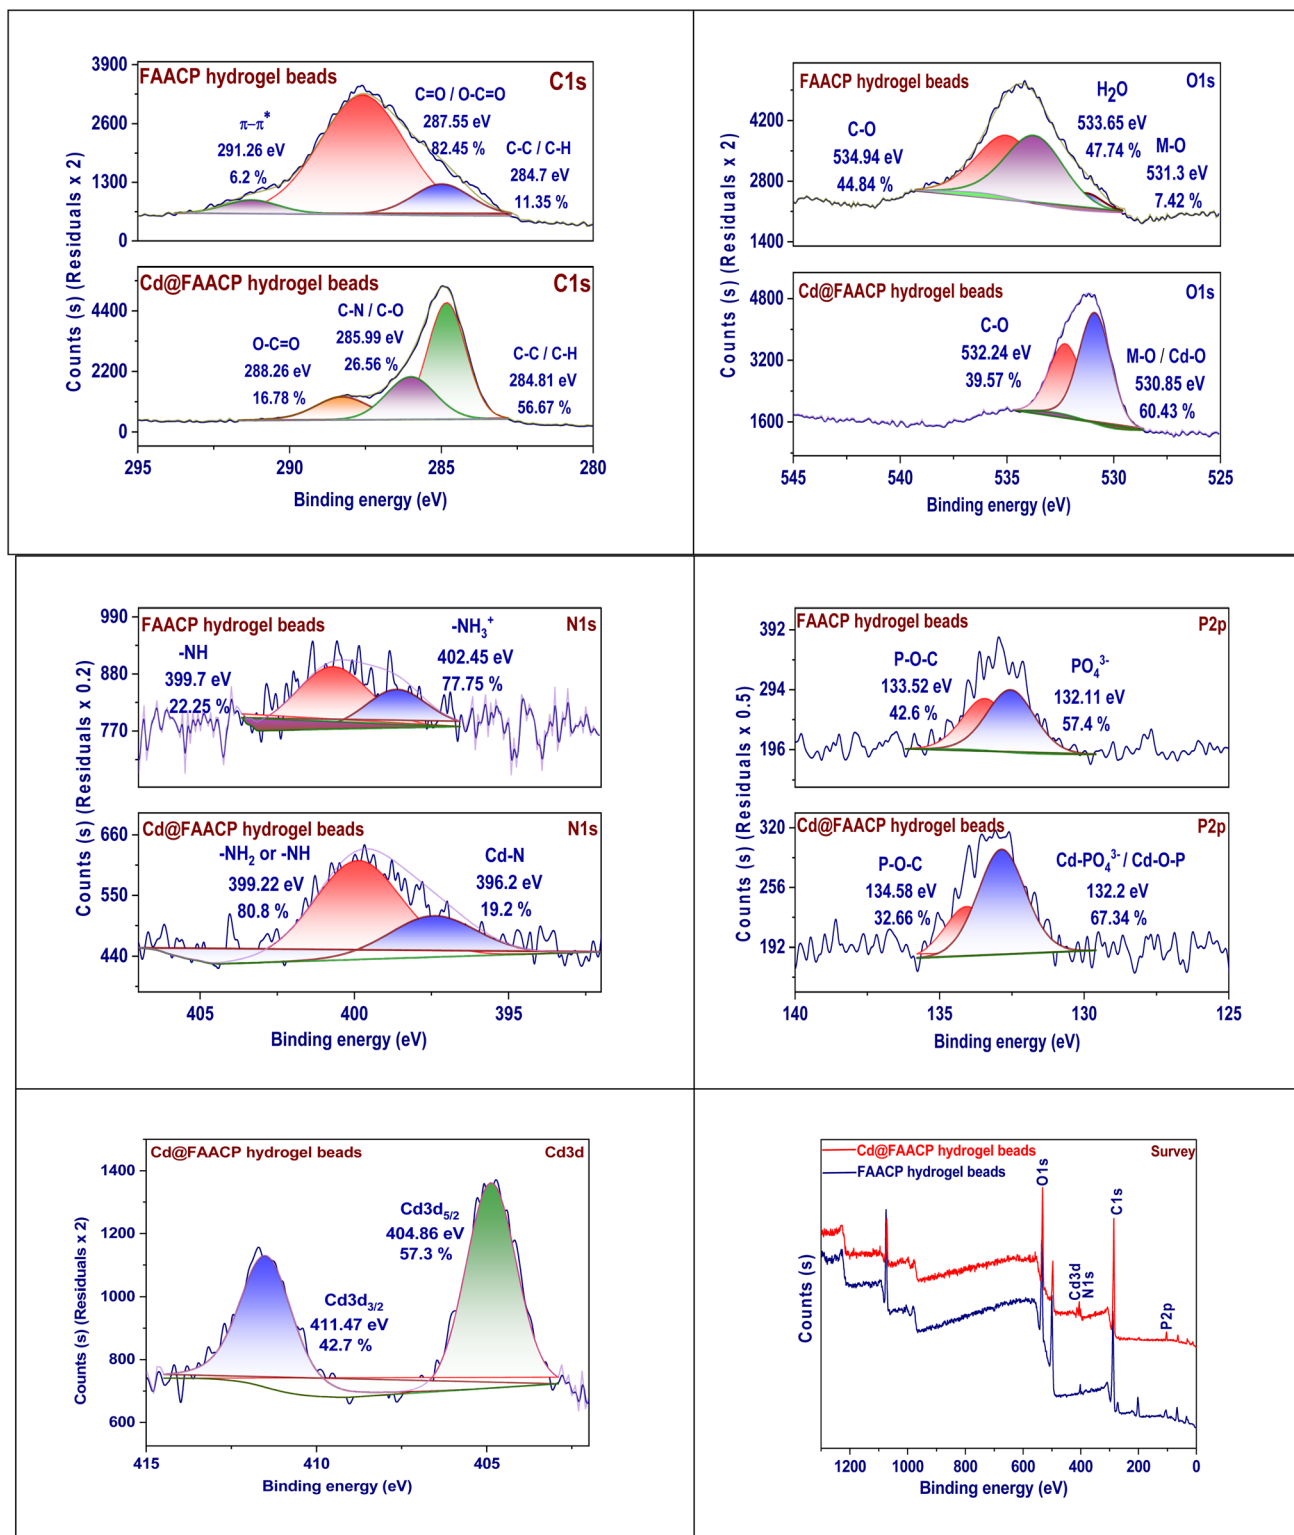 FAACP hydrogel beads
C1s
C=O / O-C=O
287.55 eV
82.45 %
π–π*
291.26 eV
6.2 %
C-C / C-H
284.7 eV
11.35 %
3900
2600
1300
0
Cd@FAACP hydrogel beads
C1s
C-N / C-O
285.99 eV
26.56 %
O-C=O
288.26 eV
16.78 %
C-C / C-H
284.81 eV
56.67 %
4400
2200
0
295
290
285
280
Binding energy (eV)
Counts (s) (Residuals x 2)
FAACP hydrogel beads
O1s
H₂O
533.65 eV
47.74 %
C-O
534.94 eV
44.84 %
M-O
531.3 eV
7.42 %
4200
2800
1400
Cd@FAACP hydrogel beads
O1s
C-O
532.24 eV
39.57 %
M-O / Cd-O
530.85 eV
60.43 %
4800
3200
1600
545
540
535
530
525
Binding energy (eV)
Counts (s) (Residuals x 2)
FAACP hydrogel beads
N1s
-NH
399.7 eV
22.25 %
-NH₃⁺
402.45 eV
77.75 %
990
880
770
Cd@FAACP hydrogel beads
N1s
-NH₂ or -NH
399.22 eV
80.8 %
Cd-N
396.2 eV
19.2 %
660
550
440
405
400
395
Binding energy (eV)
Counts (s) (Residuals x 0.2)
FAACP hydrogel beads
P2p
P-O-C
133.52 eV
42.6 %
PO₄³⁻
132.11 eV
57.4 %
392
294
196
Cd@FAACP hydrogel beads
P2p
P-O-C
134.58 eV
32.66 %
Cd-PO₄³⁻ / Cd-O-P
132.2 eV
67.34 %
320
256
192
140
135
130
125
Binding energy (eV)
Counts (s) (Residuals x 0.5)
Cd@FAACP hydrogel beads
Cd3d
Cd3d₅/₂
404.86 eV
57.3 %
Cd3d₃/₂
411.47 eV
42.7 %
1400
1200
1000
800
600
415
410
405
Binding energy (eV)
Counts (s) (Residuals x 2)
Cd@FAACP hydrogel beads
FAACP hydrogel beads
Survey
O1s
C1s
Cd3d
N1s
P2p
1200
1000
800
600
400
200
0
Binding energy (eV)
Counts (s)